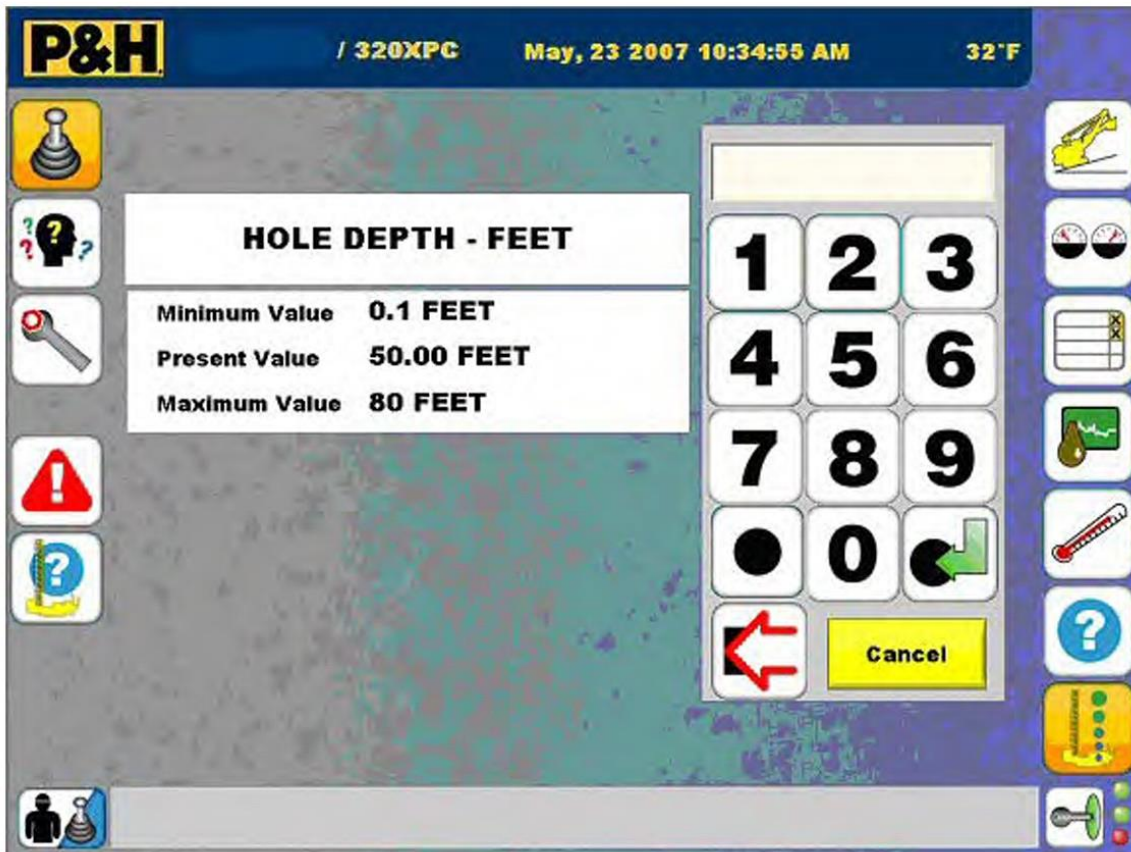 P&H
/ 320XPC May, 23 2007 10:34:55 AM 32°F
HOLE DEPTH - FEET
Minimum Value 0.1 FEET
Present Value 50.00 FEET
Maximum Value 80 FEET
1 2 3
4 5 6
7 8 9
0
Cancel
? ? ? ?
!
?
?
X
X